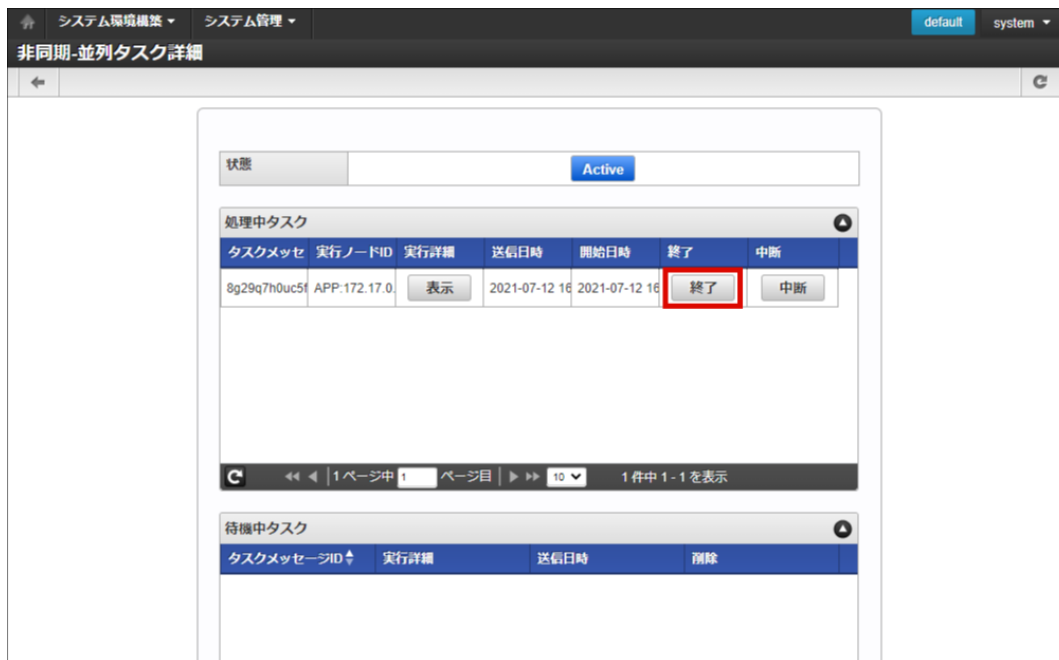 システム環境構築 システム管理 default system
非同期-並列タスク詳細
状態 Active
処理中タスク
タスクメッセ 実行ノードID 実行詳細 送信日時 開始日時 終了 中断
8g29q7h0uc5f APP:172.17.0. 表示 2021-07-12 16 2021-07-12 16 終了 中断
1 ページ中 1 ページ目 10 1 件中 1 - 1 を表示
待機中タスク
タスクメッセージID 実行詳細 送信日時 削除